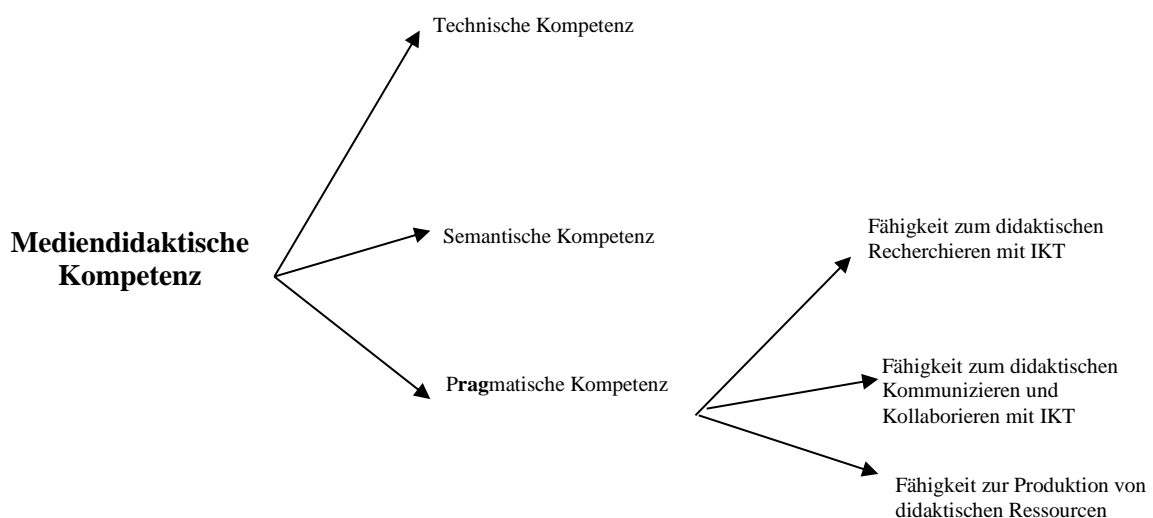 Technische Kompetenz
Mediendidaktische
Kompetenz
Semantische Kompetenz
Pragmatische Kompetenz
Fähigkeit zum didaktischen
Recherchieren mit IKT
Fähigkeit zum didaktischen
Kommunizieren und
Kollaborieren mit IKT
Fähigkeit zur Produktion von
didaktischen Ressourcen